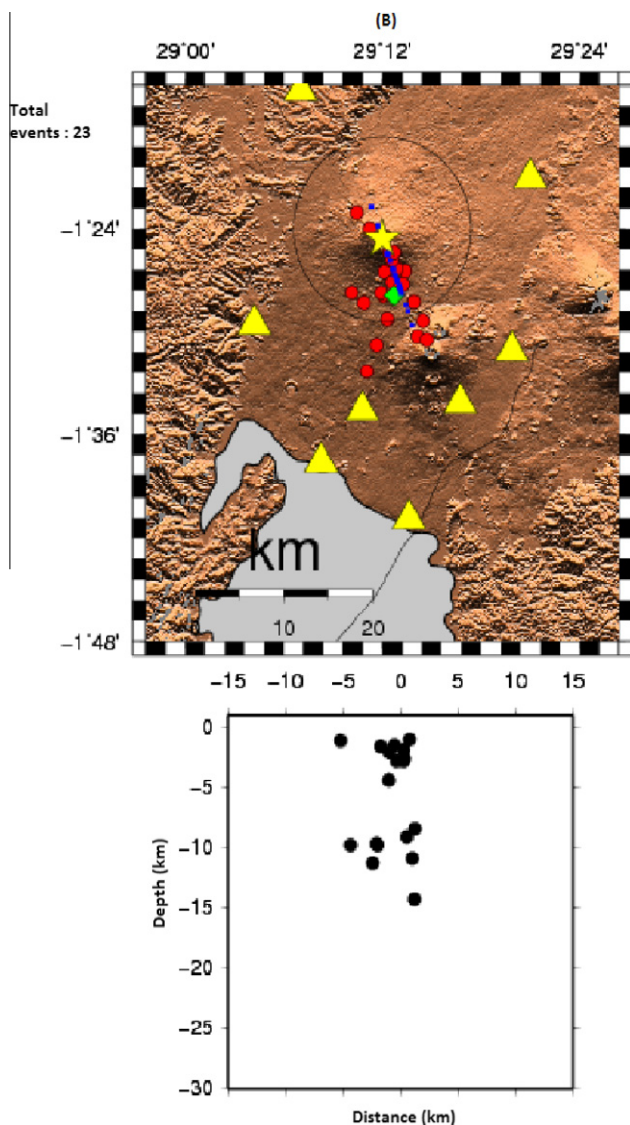 (B)
29°00' 29°12' 29°24'
Total
events : 23
-1°24'
-1°36'
km
0 10 20
-1°48'
-15 -10 -5 0 5 10 15
0
-5
-10
-15
-20
-25
-30
Depth (km)
Distance (km)